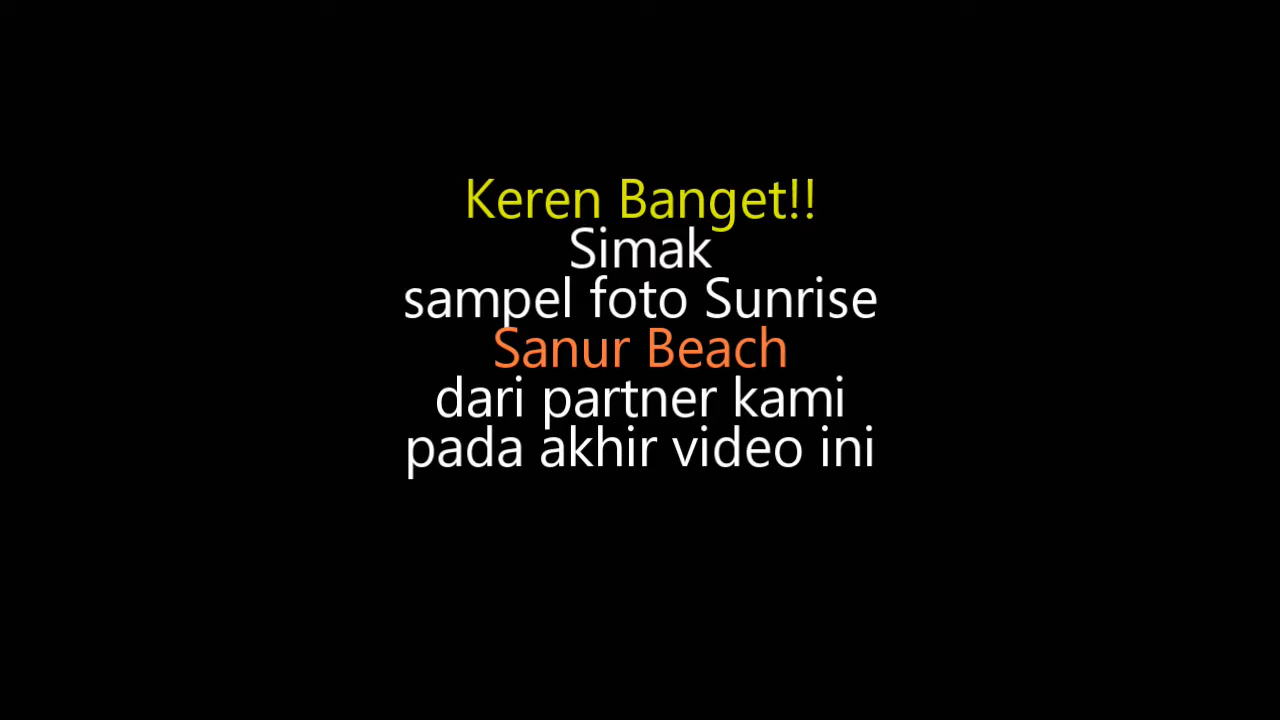 Keren Banget!!
Simak
sampel foto Sunrise
Sanur Beach
dari partner kami
pada akhir video ini